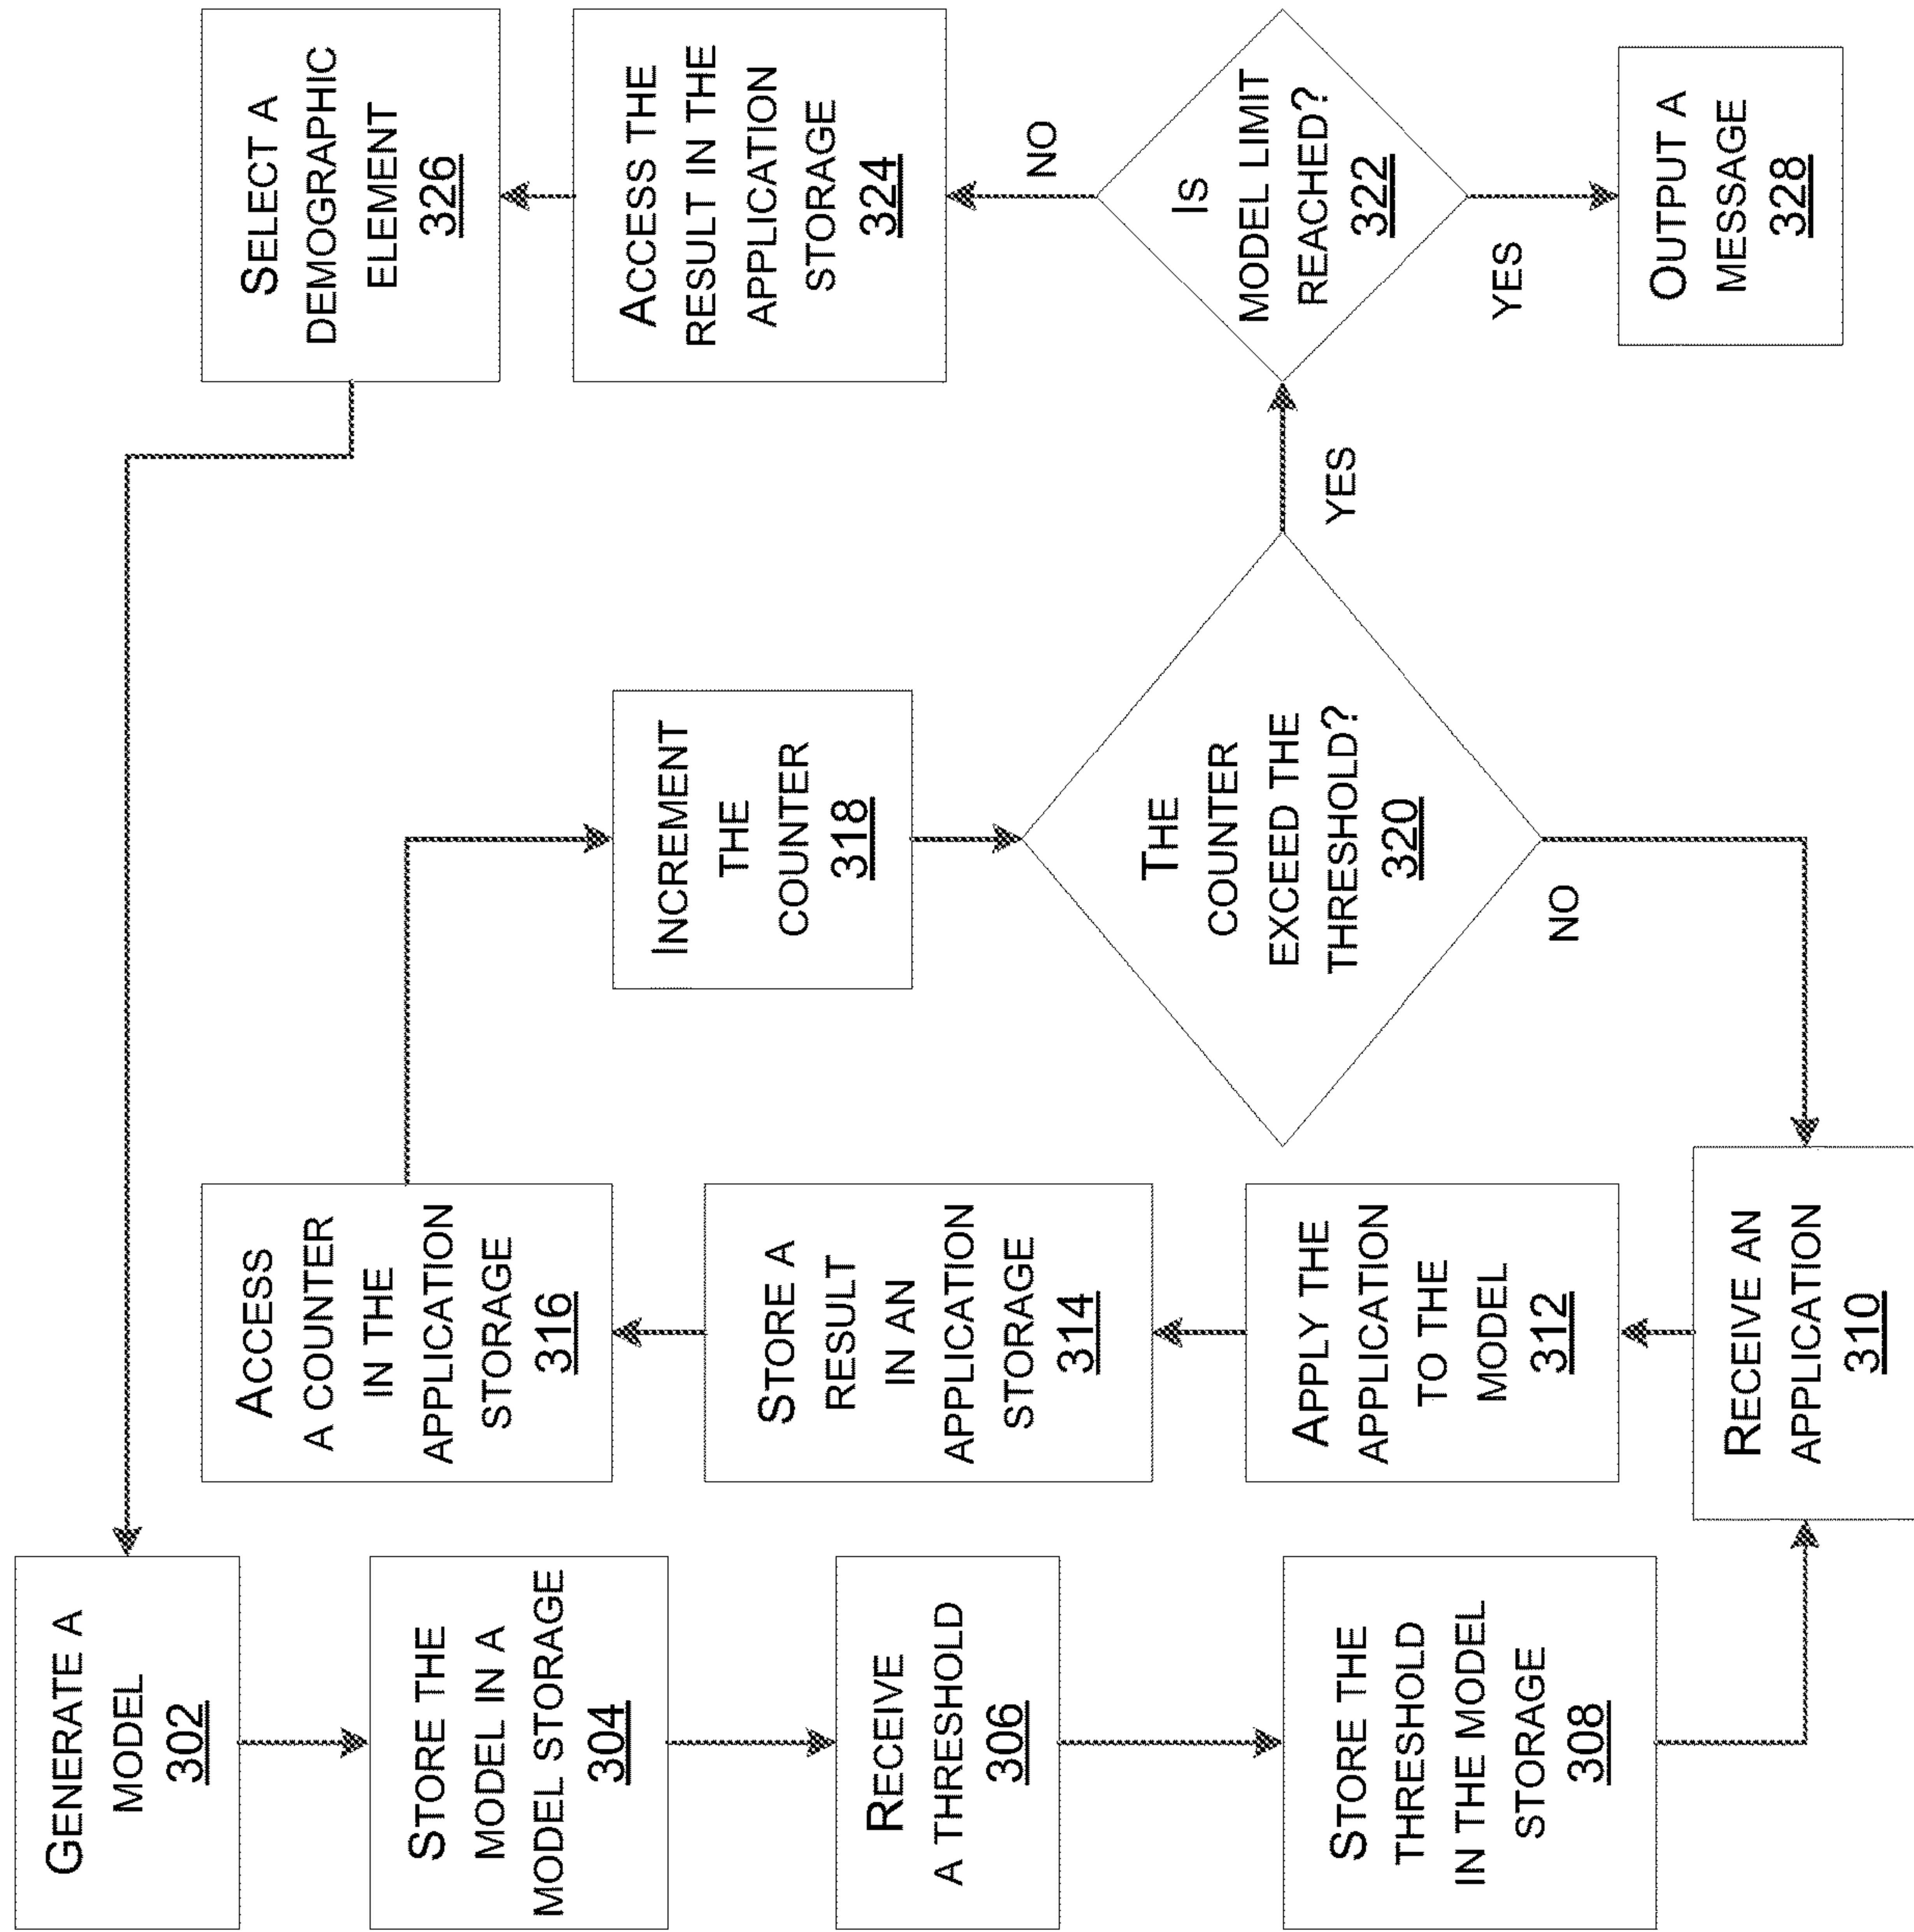 GENERATE A
MODEL
302
STORE THE
MODEL IN A
MODEL STORAGE
304
RECEIVE
A THRESHOLD
306
STORE THE
THRESHOLD
IN THE MODEL
STORAGE
308
RECEIVE AN
APPLICATION
310
APPLY THE
APPLICATION
TO THE
MODEL
312
STORE A
RESULT
IN AN
APPLICATION
STORAGE
314
ACCESS
A COUNTER
IN THE
APPLICATION
STORAGE
316
INCREMENT
THE
COUNTER
318
THE
COUNTER
EXCEED THE
THRESHOLD?
320
NO
YES
IS
MODEL LIMIT
REACHED?
322
NO
YES
ACCESS THE
RESULT IN THE
APPLICATION
STORAGE
324
SELECT A
DEMOGRAPHIC
ELEMENT
326
OUTPUT A
MESSAGE
328